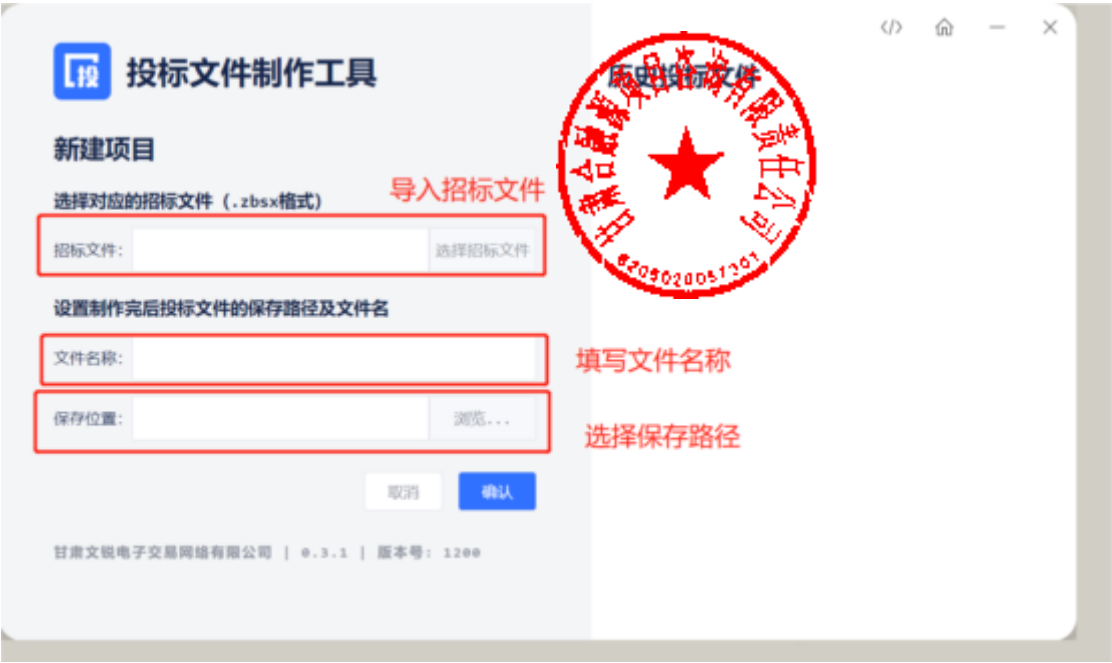 投标文件制作工具
历史投标文件
新建项目
选择对应的招标文件 (.zbsx格式)
导入招标文件
招标文件:
选择招标文件
设置制作完后投标文件的保存路径及文件名
文件名称:
填写文件名称
保存位置:
浏览...
选择保存路径
取消
确认
甘肃文锐电子交易网络有限公司 | 0.3.1 | 版本号: 1200
有限责任公司